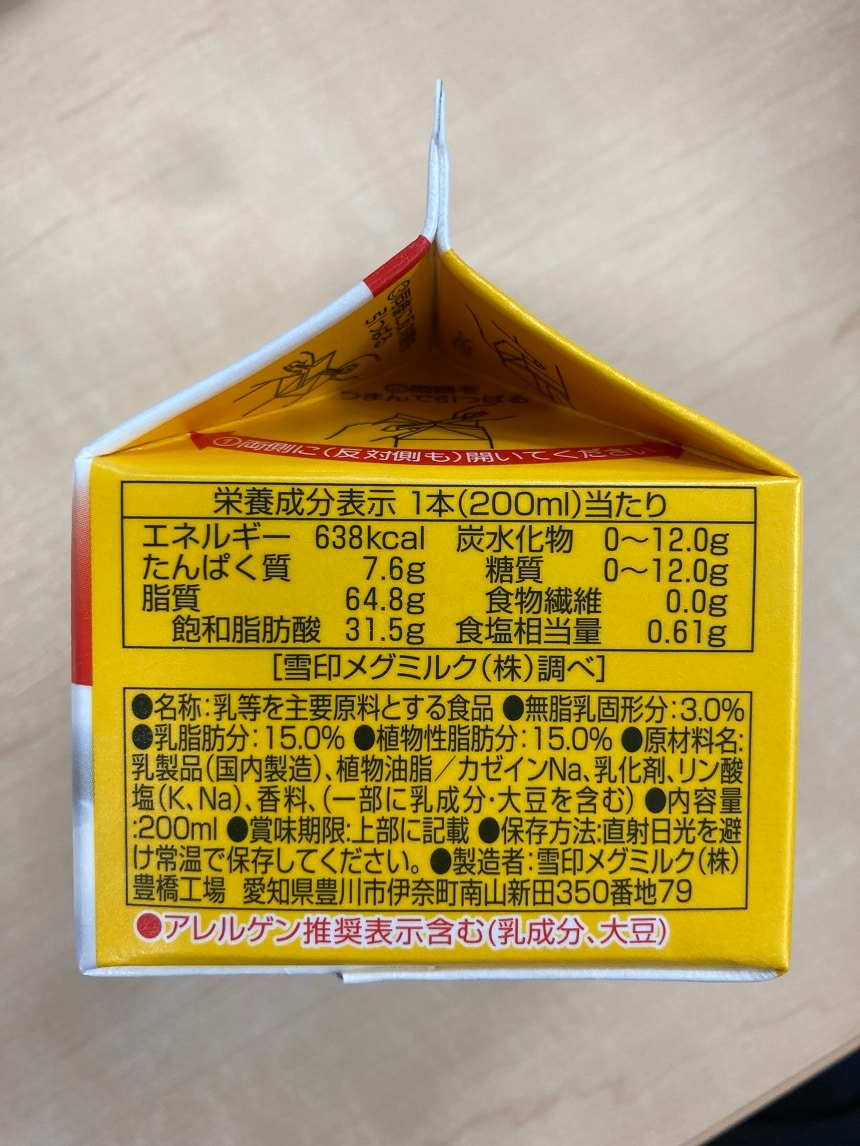 つまんで引っぱる
①両側に(反対側も)開いてください
栄養成分表示 1本(200ml)当たり
エネルギー 638kcal 炭水化物 0〜12.0g
たんぱく質 7.6g 糖質 0〜12.0g
脂質 64.8g 食物繊維 0.0g
飽和脂肪酸 31.5g 食塩相当量 0.61g
[雪印メグミルク(株)調べ]
●名称:乳等を主要原料とする食品 ●無脂乳固形分:3.0%
●乳脂肪分:15.0% ●植物性脂肪分:15.0% ●原材料名:
乳製品(国内製造)、植物油脂/カゼインNa、乳化剤、リン酸
塩(K、Na)、香料、(一部に乳成分・大豆を含む) ●内容量
:200ml ●賞味期限:上部に記載 ●保存方法:直射日光を避
け常温で保存してください。 ●製造者:雪印メグミルク(株)
豊橋工場 愛知県豊川市伊奈町南山新田350番地79
●アレルゲン推奨表示含む(乳成分、大豆)